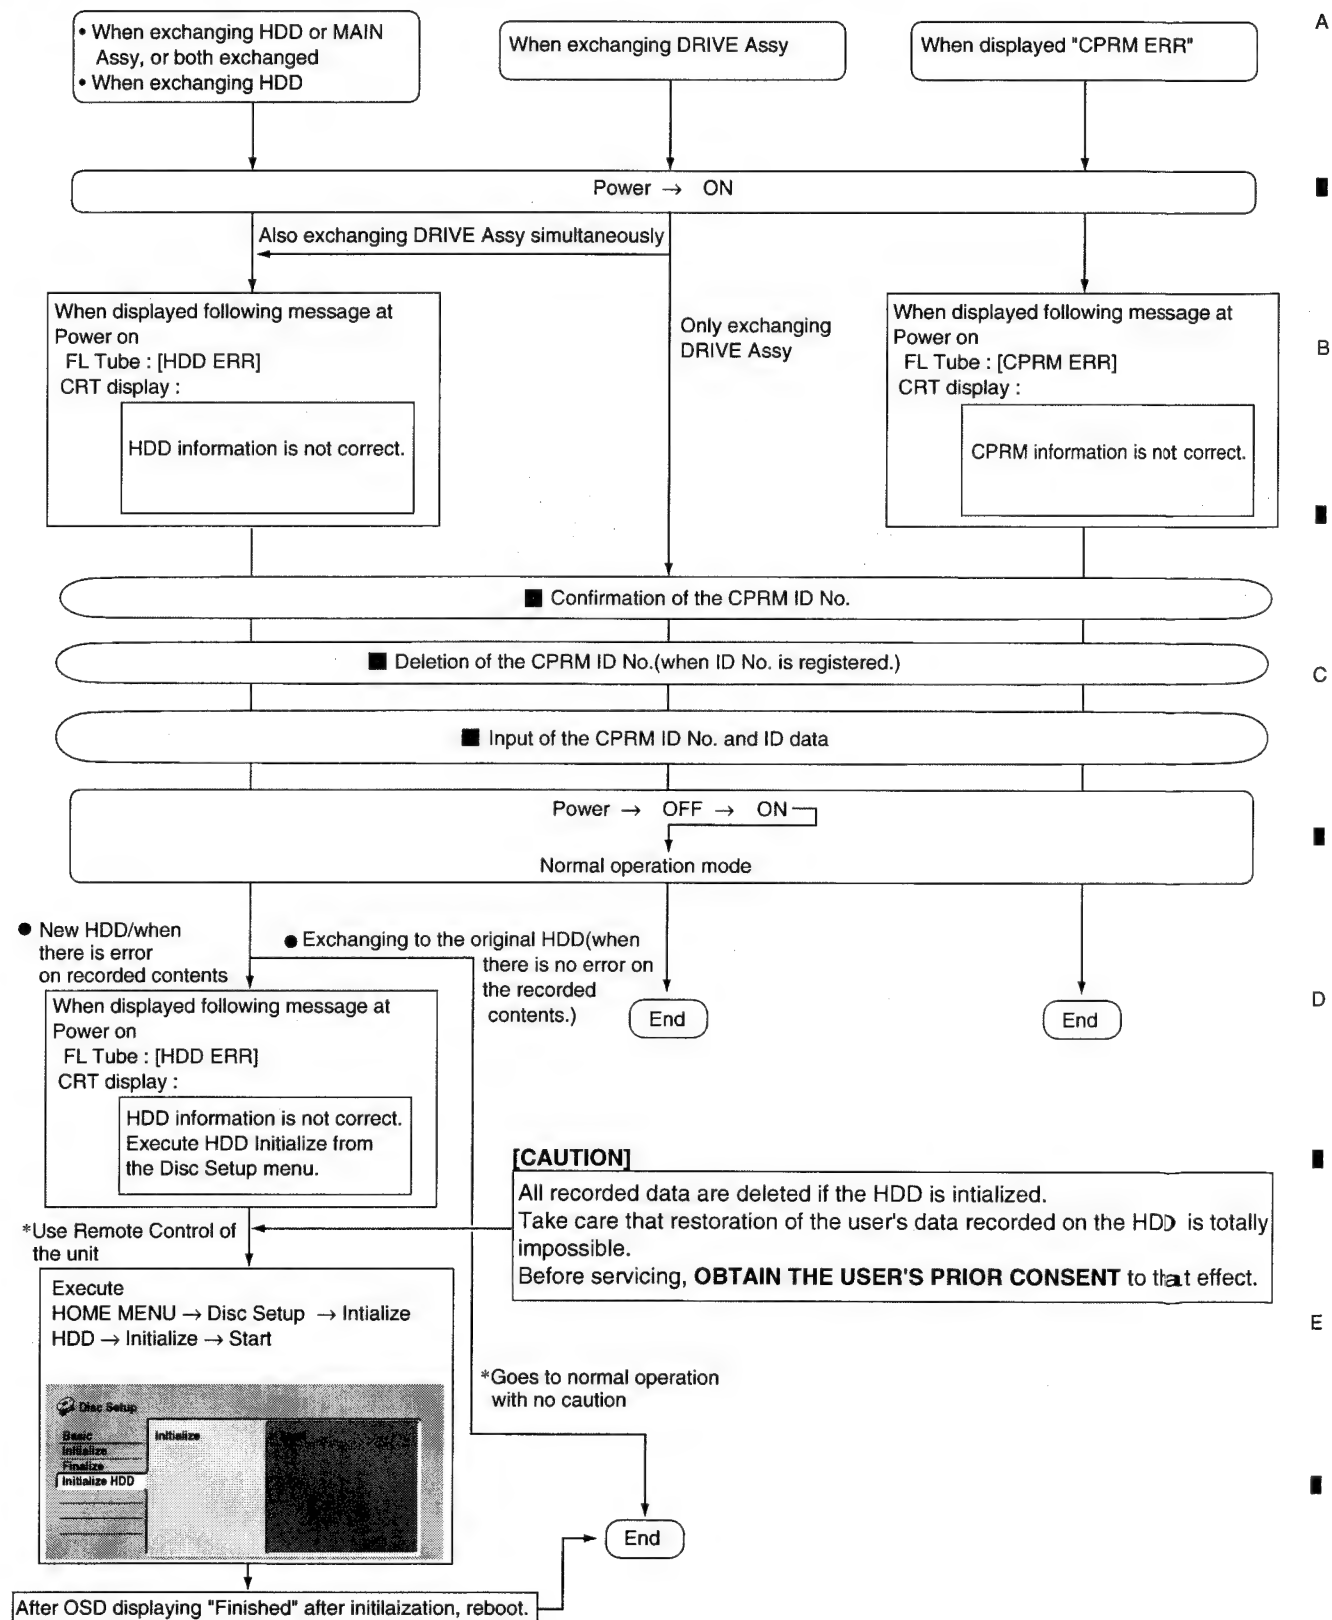 • When exchanging HDD or MAIN
Assy, or both exchanged
• When exchanging HDD
When exchanging DRIVE Assy
When displayed "CPRM ERR"
A
Power → ON
Also exchanging DRIVE Assy simultaneously
When displayed following message at
Power on
FL Tube : [HDD ERR]
CRT display :
HDD information is not correct.
Only exchanging
DRIVE Assy
When displayed following message at
Power on
FL Tube : [CPRM ERR]
CRT display :
CPRM information is not correct.
B
■ Confirmation of the CPRM ID No.
■ Deletion of the CPRM ID No.(when ID No. is registered.)
C
■ Input of the CPRM ID No. and ID data
Power → OFF → ON
Normal operation mode
● New HDD/when
there is error
on recorded contents
● Exchanging to the original HDD(when
there is no error on
the recorded
contents.)
End
End
D
When displayed following message at
Power on
FL Tube : [HDD ERR]
CRT display :
HDD information is not correct.
Execute HDD Initialize from
the Disc Setup menu.
[CAUTION]
All recorded data are deleted if the HDD is intialized.
Take care that restoration of the user's data recorded on the HDD is totally
impossible.
Before servicing, OBTAIN THE USER'S PRIOR CONSENT to that effect.
*Use Remote Control of
the unit
E
Execute
HOME MENU → Disc Setup → Intialize
HDD → Initialize → Start
*Goes to normal operation
with no caution
Disc Setup
Basic
Initialize
Finalize
Initialize HDD
Initialize
End
After OSD displaying "Finished" after initilaization, reboot.